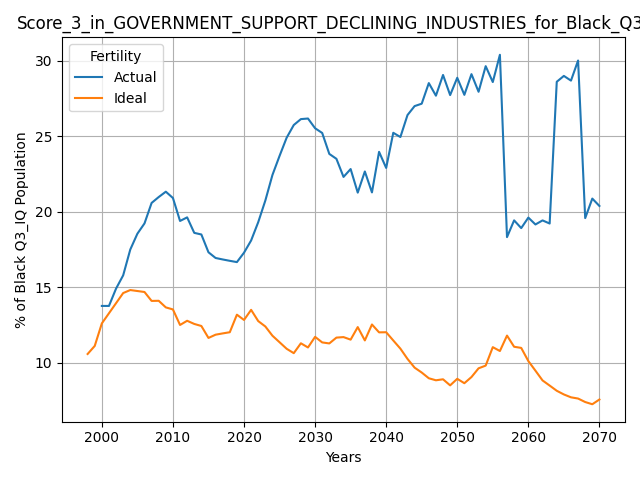 Score_3_in_GOVERNMENT_SUPPORT_DECLINING_INDUSTRIES_for_Black_Q3
Fertility
Actual
Ideal
% of Black Q3_IQ Population
30
25
20
15
10
2000
2010
2020
2030
2040
2050
2060
2070
Years